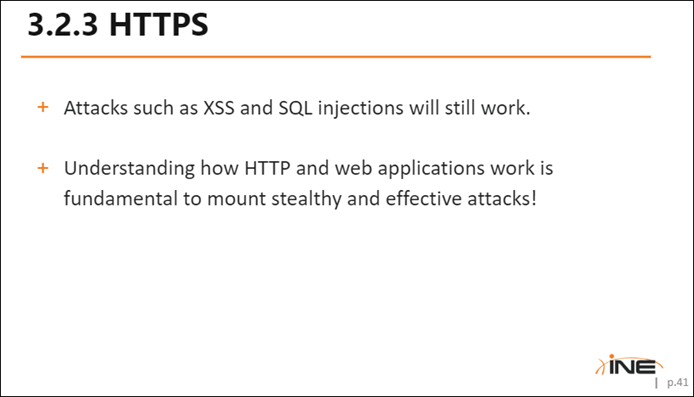 3.2.3 HTTPS
+ Attacks such as XSS and SQL injections will still work.
+ Understanding how HTTP and web applications work is
fundamental to mount stealthy and effective attacks!
iNE
| p.41